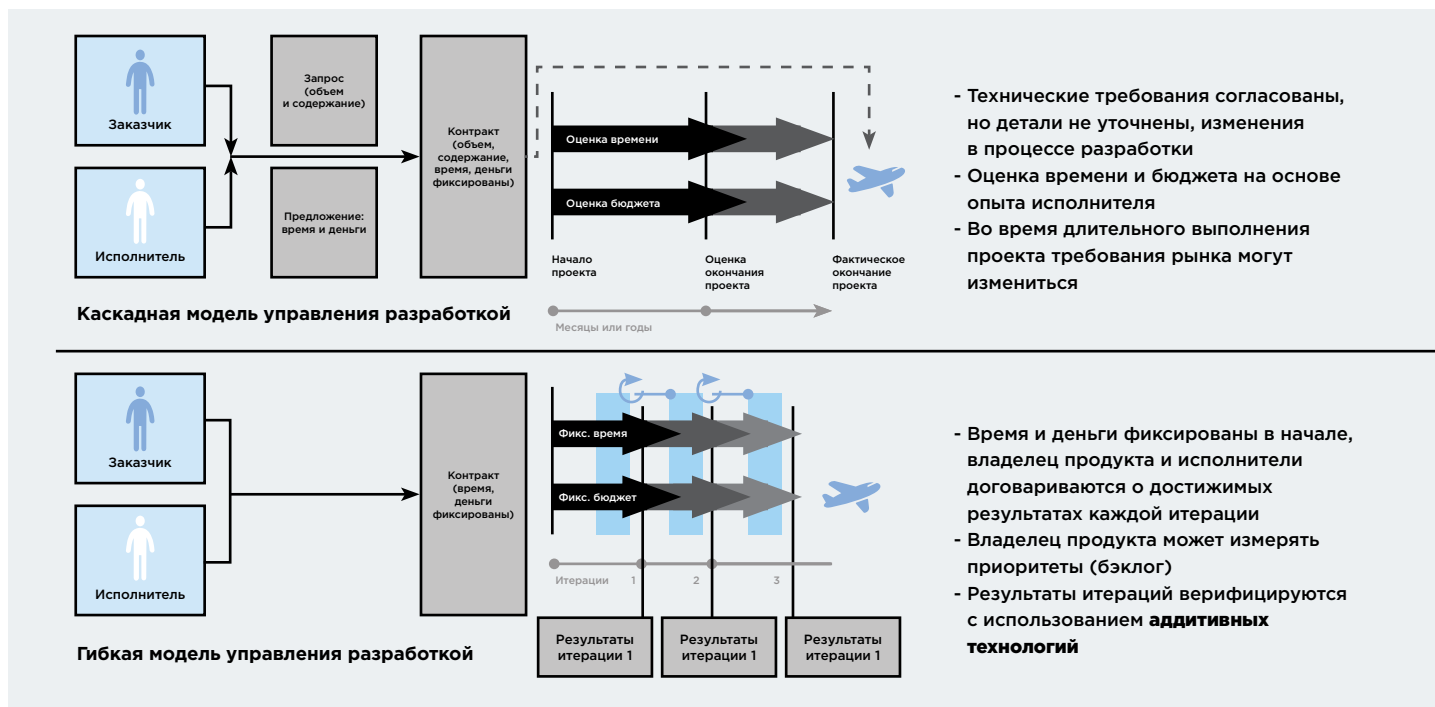 Заказчик
Исполнитель
Запрос
(объем
и содержание)
Предложение:
время и деньги
Контракт
(объем,
содержание,
время, деньги
фиксированы)
Оценка времени
Оценка бюджета
Начало
проекта
Оценка
окончания
проекта
Фактическое
окончание
проекта
Месяцы или годы
Каскадная модель управления разработкой
- Технические требования согласованы,
но детали не уточнены, изменения
в процессе разработки
- Оценка времени и бюджета на основе
опыта исполнителя
- Во время длительного выполнения
проекта требования рынка могут
измениться
Заказчик
Исполнитель
Контракт
(время,
деньги
фиксированы)
Фикс. время
Фикс. бюджет
Итерации 1 2 3
Результаты
итерации 1
Результаты
итерации 1
Результаты
итерации 1
Гибкая модель управления разработкой
- Время и деньги фиксированы в начале,
владелец продукта и исполнители
договариваются о достижимых
результатах каждой итерации
- Владелец продукта может измерять
приоритеты (бэклог)
- Результаты итераций верифицируются
с использованием аддитивных
технологий